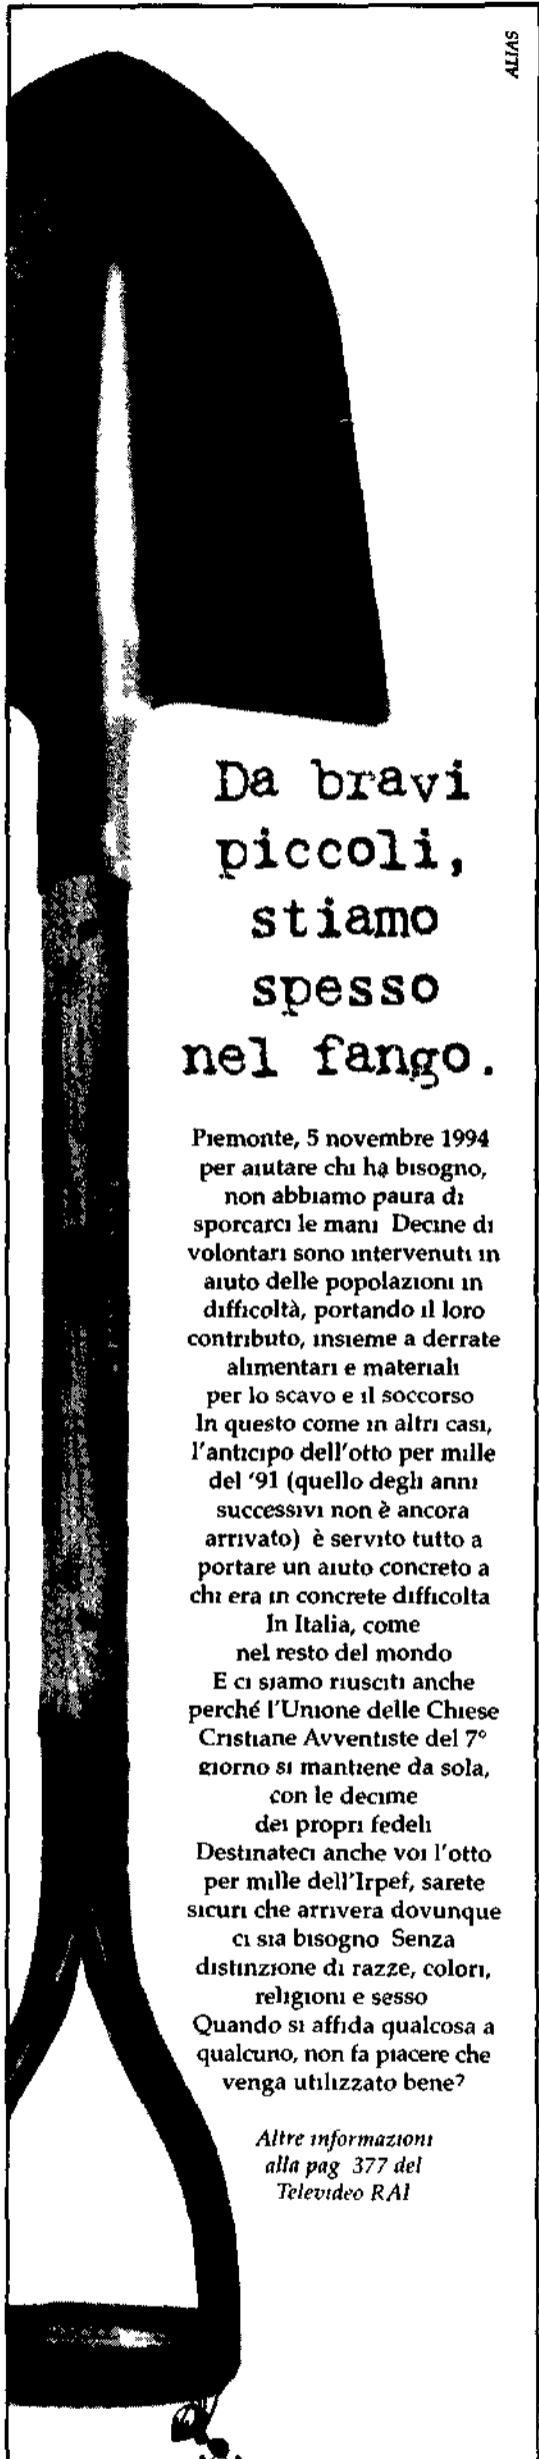 ALIAS
Da bravi
piccoli,
stiamo
spesso
nel fango.
Piemonte, 5 novembre 1994
per aiutare chi ha bisogno,
non abbiamo paura di
sporcarci le mani Decine di
volontari sono intervenuti in
aiuto delle popolazioni in
difficoltà, portando il loro
contributo, insieme a derrate
alimentari e materiali
per lo scavo e il soccorso
In questo come in altri casi,
l'anticipo dell'otto per mille
del '91 (quello degli anni
successivi non è ancora
arrivato) è servito tutto a
portare un aiuto concreto a
chi era in concrete difficolta
In Italia, come
nel resto del mondo
E ci siamo riusciti anche
perché l'Unione delle Chiese
Cristiane Avventiste del 7°
giorno si mantiene da sola,
con le decime
dei propri fedeli
Destinateci anche voi l'otto
per mille dell'Irpef, sarete
sicuri che arrivera dovunque
ci sia bisogno Senza
distinzione di razze, colori,
religioni e sesso
Quando si affida qualcosa a
qualcuno, non fa piacere che
venga utilizzato bene?
Altre informazioni
alla pag 377 del
Televideo RAI